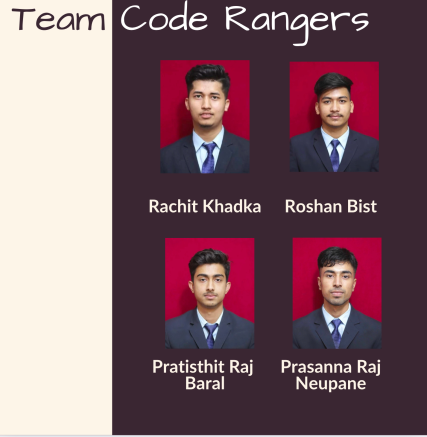 Team Code Rangers
Rachit Khadka
Roshan Bist
Pratisthit Raj
Baral
Prasanna Raj
Neupane